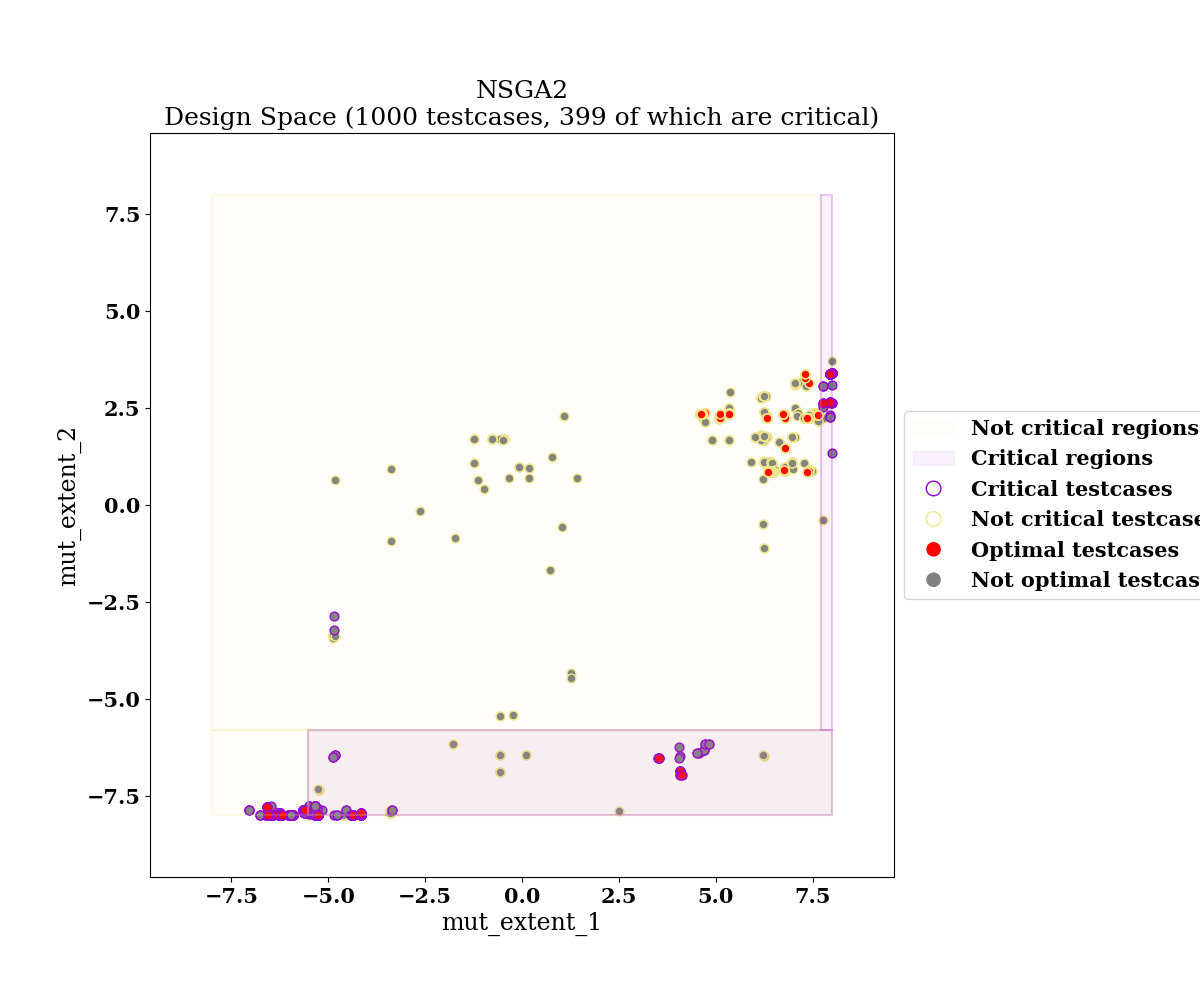 NSGA2
Design Space (1000 testcases, 399 of which are critical)
mut_extent_2
7.5
5.0
2.5
0.0
−2.5
−5.0
−7.5
−7.5
−5.0
−2.5
0.0
2.5
5.0
7.5
mut_extent_1
Not critical regions
Critical regions
Critical testcases
Not critical testcase
Optimal testcases
Not optimal testcas